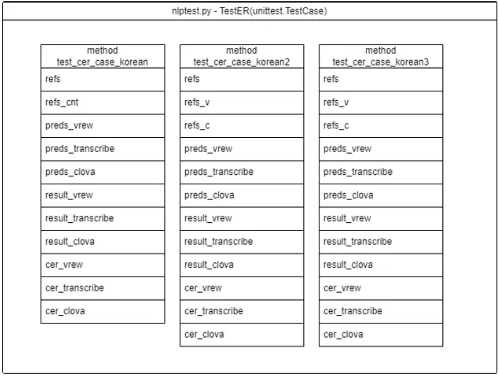 nlptest.py - TestER(unittest.TestCase)
method
test_cer_case_korean
refs
refs_cnt
preds_vrew
preds_transcribe
preds_clova
result_vrew
result_transcribe
result_clova
cer_vrew
cer_transcribe
cer_clova
method
test_cer_case_korean2
refs
refs_v
refs_c
preds_vrew
preds_transcribe
preds_clova
result_vrew
result_transcribe
result_clova
cer_vrew
cer_transcribe
cer_clova
method
test_cer_case_korean3
refs
refs_v
refs_c
preds_vrew
preds_transcribe
preds_clova
result_vrew
result_transcribe
result_clova
cer_vrew
cer_transcribe
cer_clova